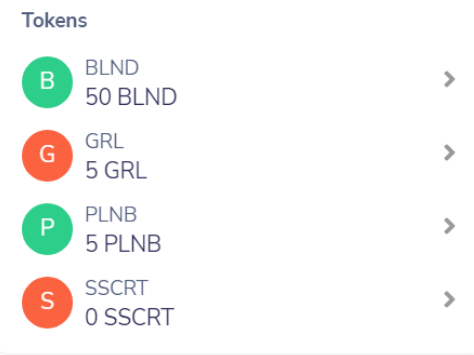 Tokens
B
BLND
50 BLND
G
GRL
5 GRL
P
PLNB
5 PLNB
S
SSCRT
0 SSCRT